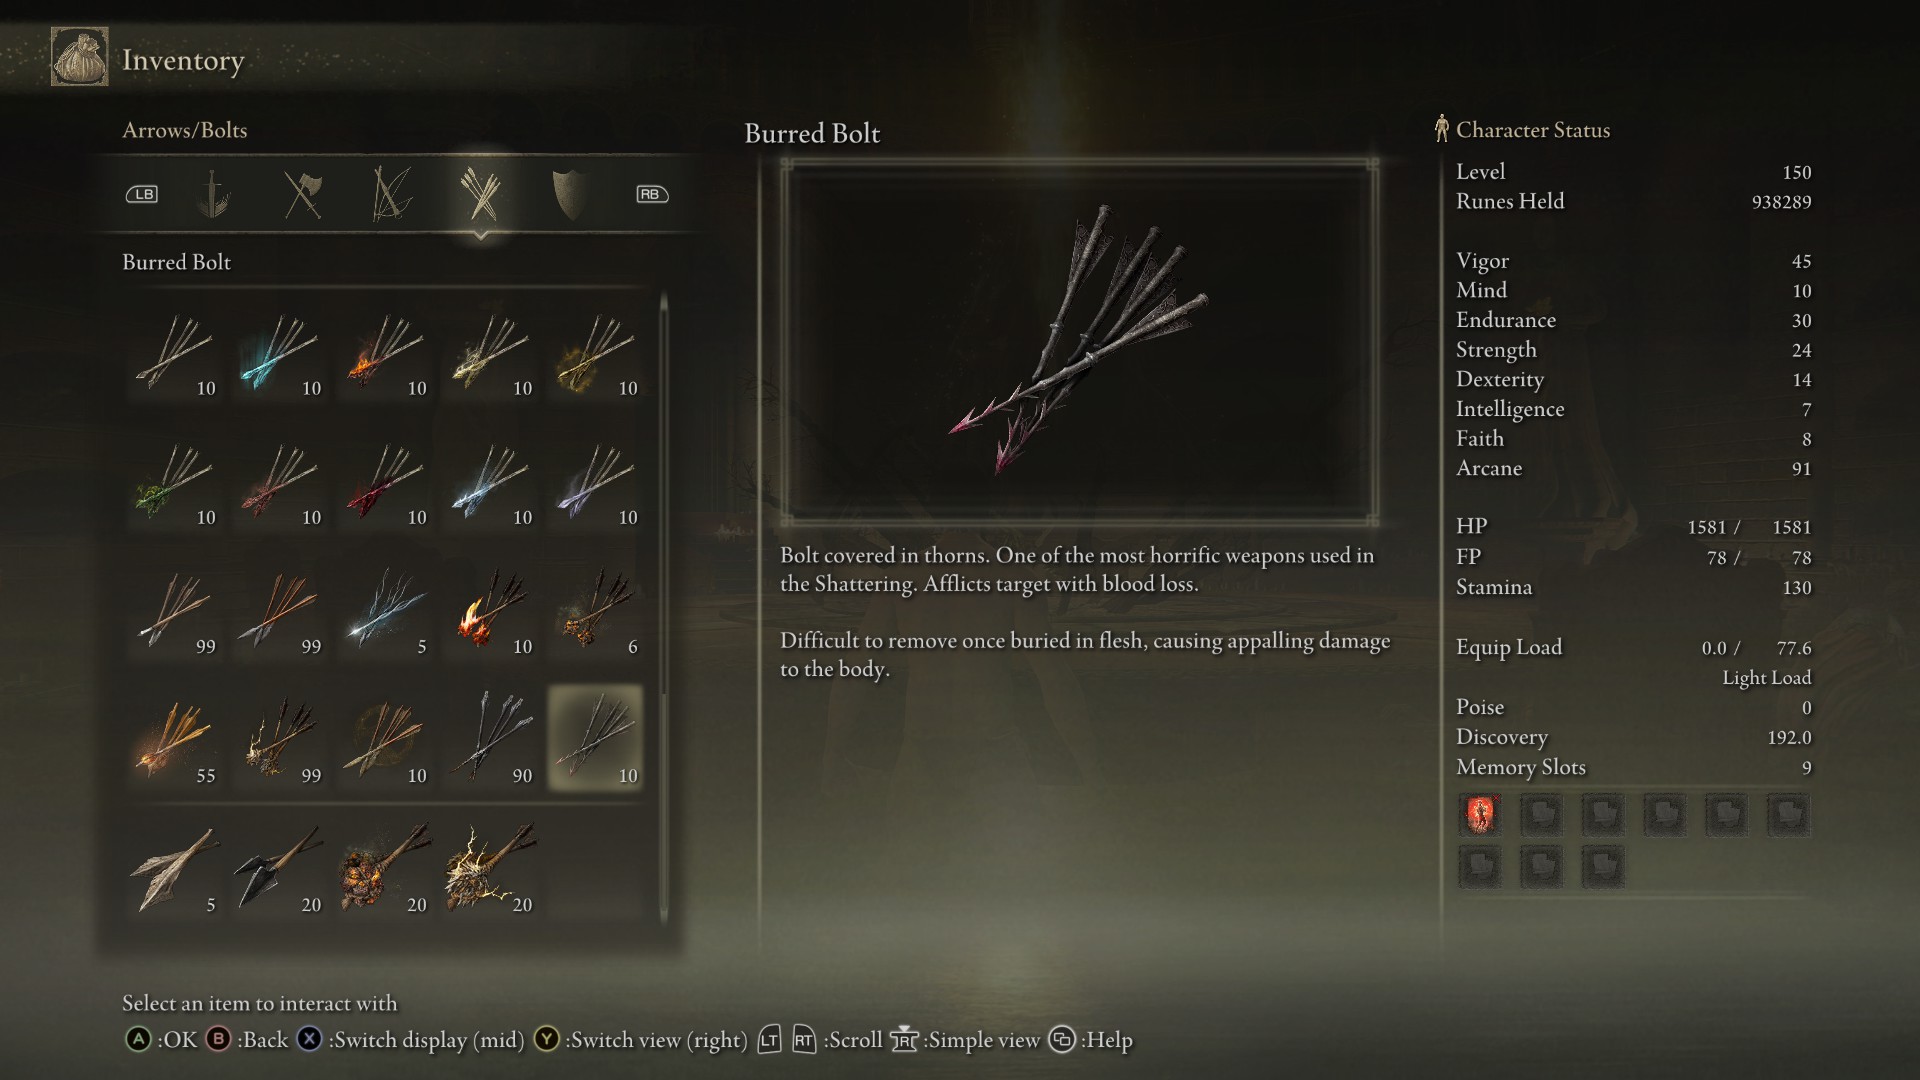 Inventory
Arrows/Bolts
LB
RB
Burred Bolt
10 10 10 10 10
10 10 10 10 10
99 99 5 10 6
55 99 10 90 10
5 20 20 20
Burred Bolt
Bolt covered in thorns. One of the most horrific weapons used in
the Shattering. Afflicts target with blood loss.
Difficult to remove once buried in flesh, causing appalling damage
to the body.
Character Status
Level 150
Runes Held 938289
Vigor 45
Mind 10
Endurance 30
Strength 24
Dexterity 14
Intelligence 7
Faith 8
Arcane 91
HP 1581 / 1581
FP 78 / 78
Stamina 130
Equip Load 0.0 / 77.6
Light Load
Poise 0
Discovery 192.0
Memory Slots 9
Select an item to interact with
A :OK B :Back X :Switch display (mid) Y :Switch view (right) LT RT :Scroll R :Simple view :Help